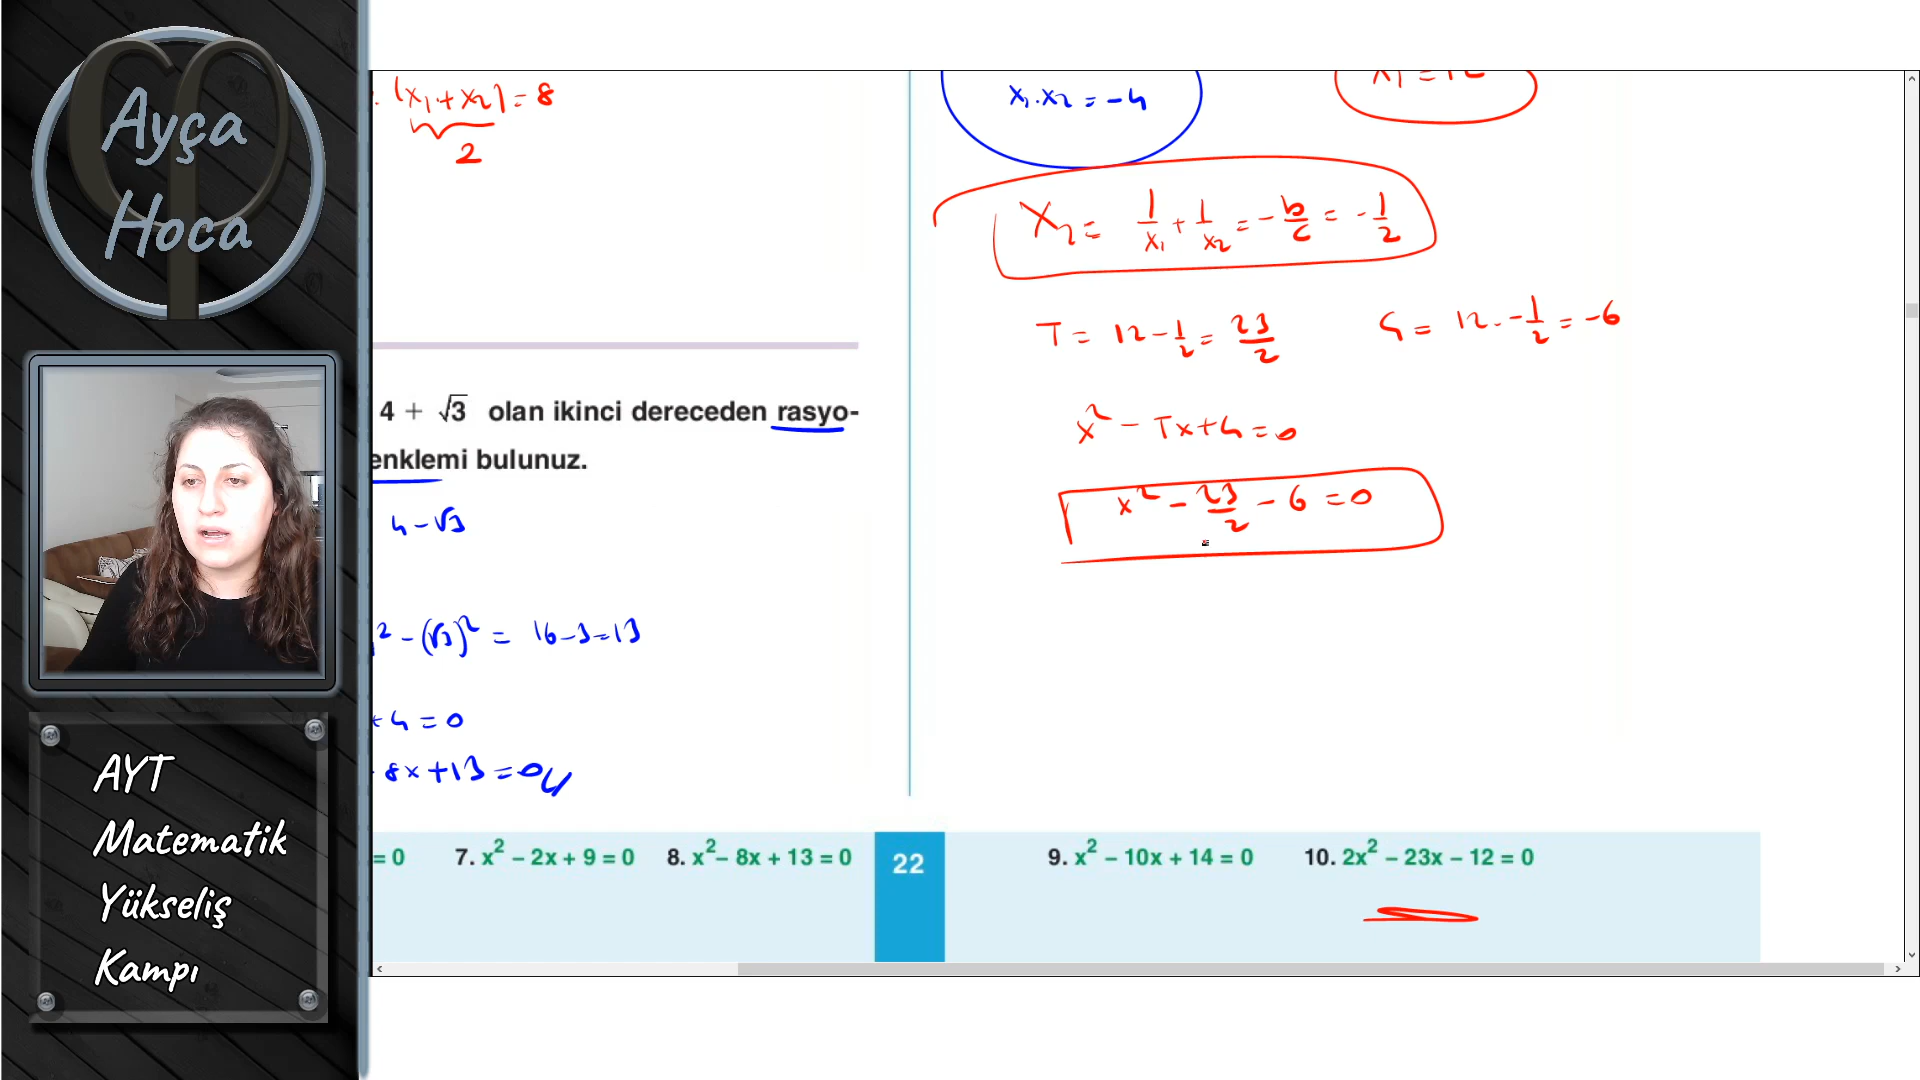 Ayça
Hoca
AYT
Matematik
Yükseliş
Kampı
(x₁+x₂)=8
2
4 + √3 olan ikinci dereceden rasyo-
enklemi bulunuz.
4-√3
² -(√3)² = 16-3=13
+ Ç = 0
8x+13=0
x₁.x₂ = -4
x₁ = 12
x₂ = 1/x₁ + 1/x₂ = -b/c = -1/2
T = 12 - 1/2 = 23/2
Ç = 12 . -1/2 = -6
x² - Tx + Ç = 0
x² - 23/2 - 6 = 0
= 0 7. x² – 2x + 9 = 0 8. x² – 8x + 13 = 0 22 9. x² – 10x + 14 = 0 10. 2x² – 23x – 12 = 0